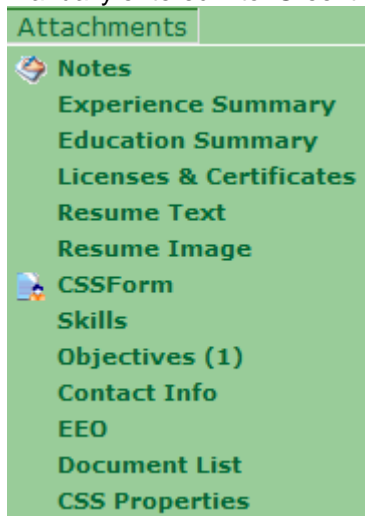 Attachments
Notes
Experience Summary
Education Summary
Licenses & Certificates
Resume Text
Resume Image
CSSForm
Skills
Objectives (1)
Contact Info
EEO
Document List
CSS Properties